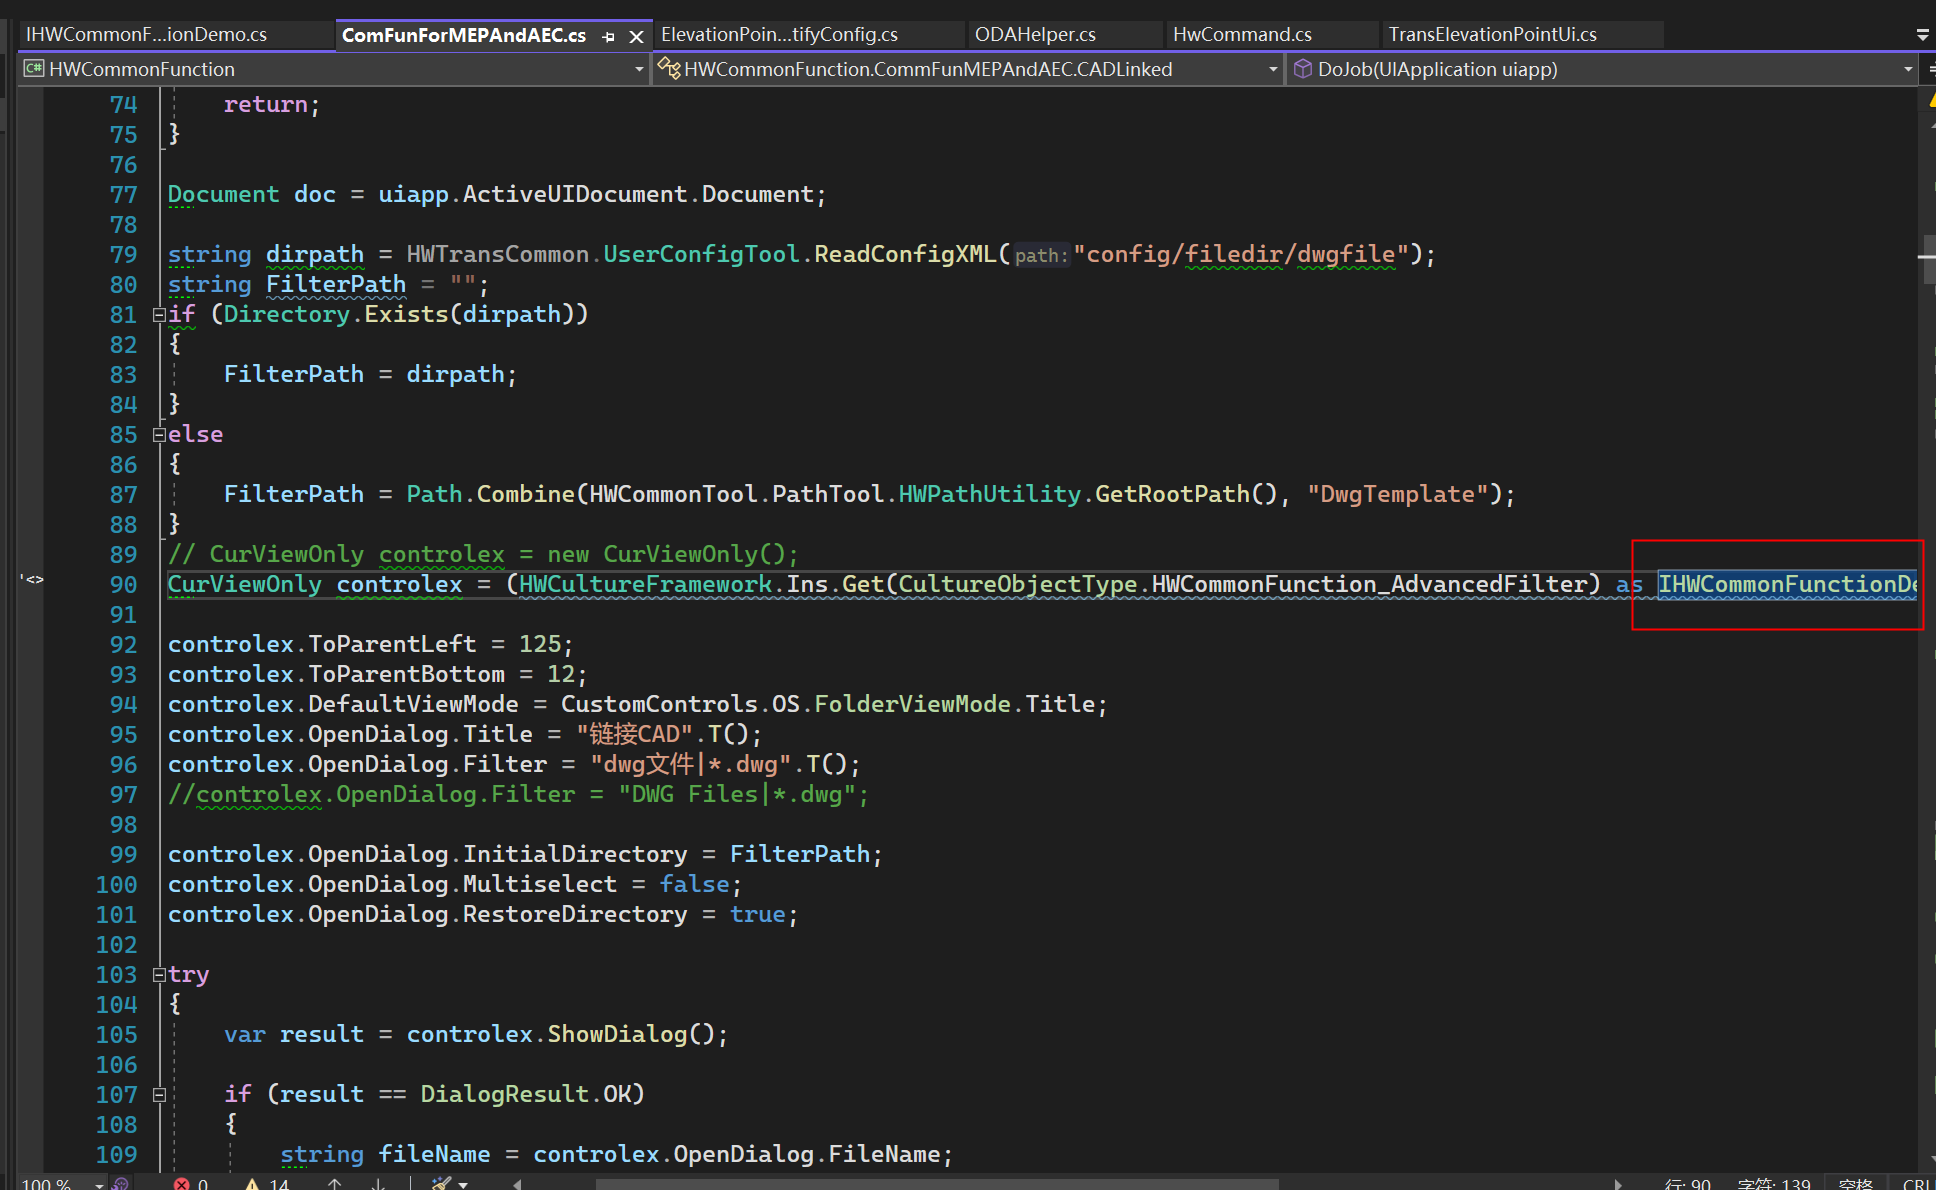 IHWCommonF...ionDemo.cs ComFunForMEPAndAEC.cs ElevationPoin...tifyConfig.cs ODAHelper.cs HwCommand.cs TransElevationPointUi.cs
C# HWCommonFunction HWCommonFunction.CommFunMEPAndAEC.CADLinked DoJob(UIApplication uiapp)
74 return;
75 }
76
77 Document doc = uiapp.ActiveUIDocument.Document;
78
79 string dirpath = HWTransCommon.UserConfigTool.ReadConfigXML(path:"config/filedir/dwgfile");
80 string FilterPath = "";
81 if (Directory.Exists(dirpath))
82 {
83 FilterPath = dirpath;
84 }
85 else
86 {
87 FilterPath = Path.Combine(HWCommonTool.PathTool.HWPathUtility.GetRootPath(), "DwgTemplate");
88 }
89 // CurViewOnly controlex = new CurViewOnly();
90 CurViewOnly controlex = (HWCultureFramework.Ins.Get(CultureObjectType.HWCommonFunction_AdvancedFilter) as IHWCommonFunctionDe
91
92 controlex.ToParentLeft = 125;
93 controlex.ToParentBottom = 12;
94 controlex.DefaultViewMode = CustomControls.OS.FolderViewMode.Title;
95 controlex.OpenDialog.Title = "链接CAD".T();
96 controlex.OpenDialog.Filter = "dwg文件|*.dwg".T();
97 //controlex.OpenDialog.Filter = "DWG Files|*.dwg";
98
99 controlex.OpenDialog.InitialDirectory = FilterPath;
100 controlex.OpenDialog.Multiselect = false;
101 controlex.OpenDialog.RestoreDirectory = true;
102
103 try
104 {
105 var result = controlex.ShowDialog();
106
107 if (result == DialogResult.OK)
108 {
109 string fileName = controlex.OpenDialog.FileName;
100 % 0 14 行: 90 字符: 139 空格 CRL